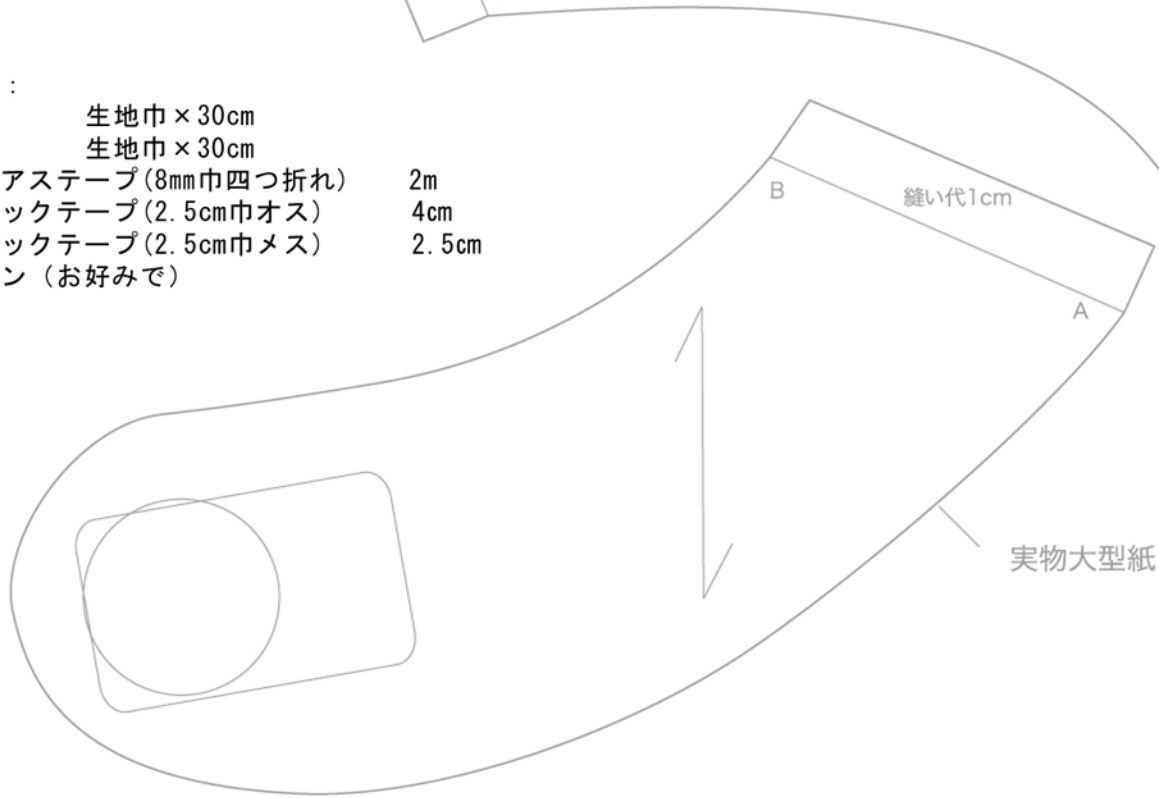 :
生地巾×30cm
生地巾×30cm
アステープ(8mm巾四つ折れ) 2m
ックテープ(2.5cm巾オス) 4cm
ックテープ(2.5cm巾メス) 2.5cm
ン（お好みで）
B
縫い代1cm
A
実物大型紙